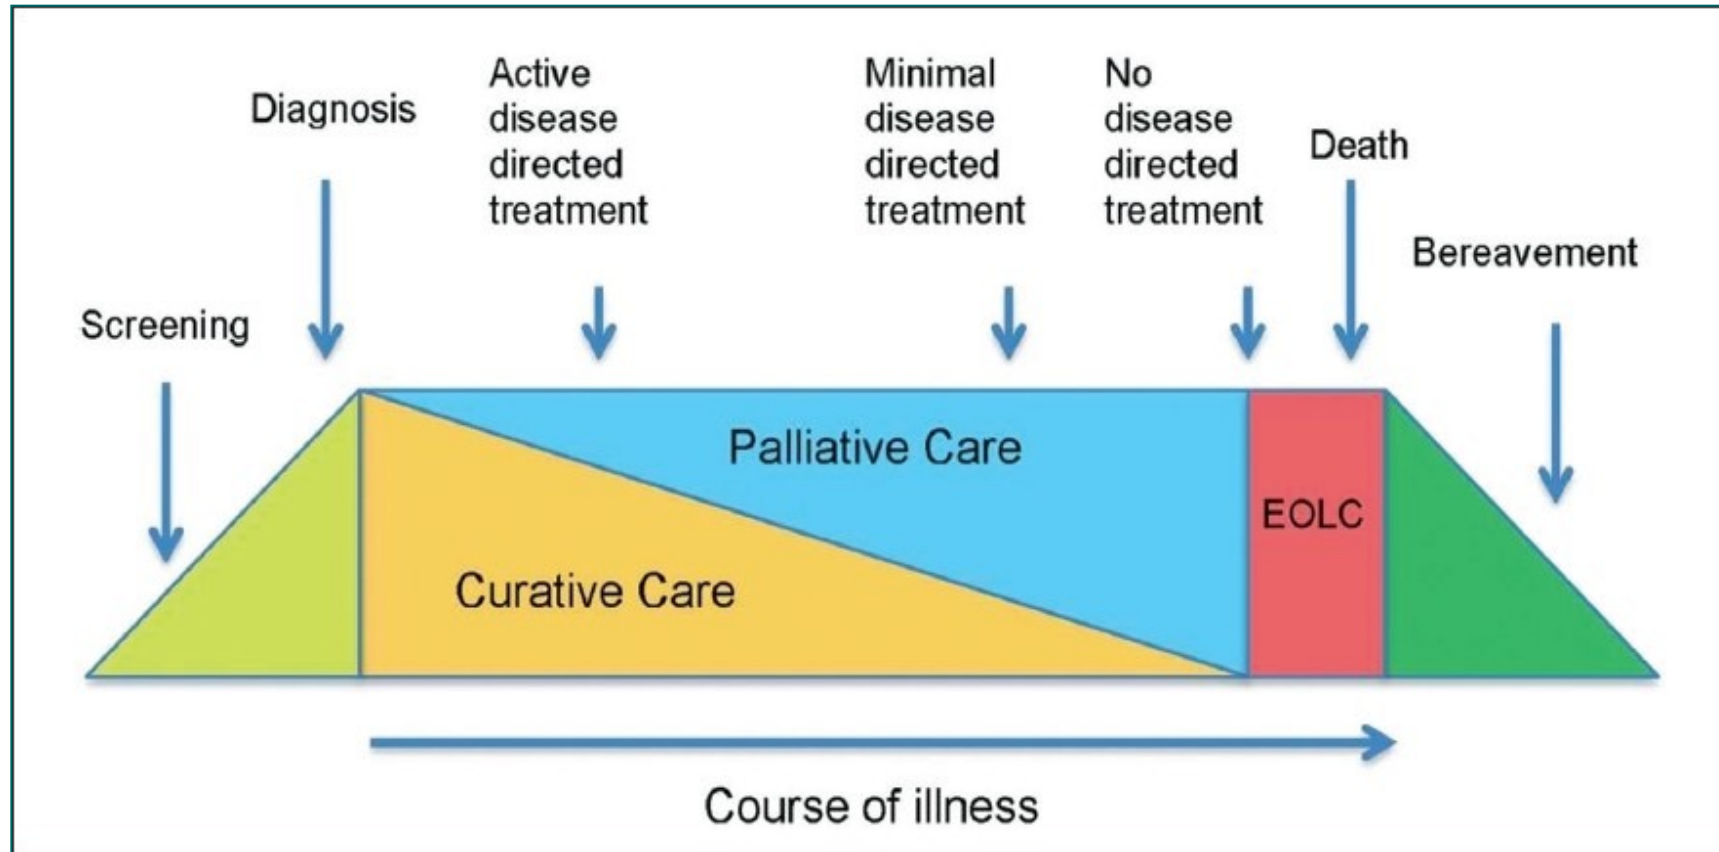 Screening
Diagnosis
Active
disease
directed
treatment
Minimal
disease
directed
treatment
No
disease
directed
treatment
Death
Bereavement
Palliative Care
Curative Care
EOLC
Course of illness